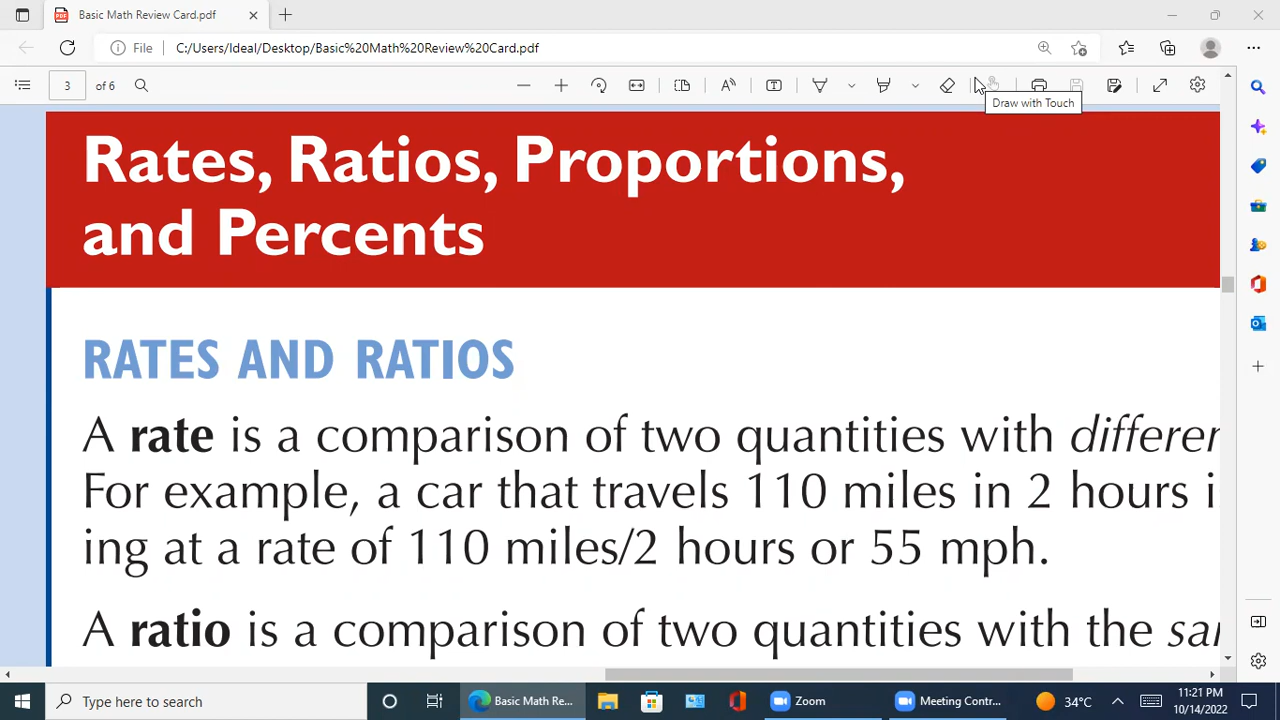 Basic Math Review Card.pdf
File
C:/Users/Ideal/Desktop/Basic%20Math%20Review%20Card.pdf
3 of 6
Draw with Touch
Rates, Ratios, Proportions,
and Percents
RATES AND RATIOS
A rate is a comparison of two quantities with differen
For example, a car that travels 110 miles in 2 hours i
ing at a rate of 110 miles/2 hours or 55 mph.
A ratio is a comparison of two quantities with the sa
Type here to search
Basic Math Re...
Zoom
Meeting Contr...
34°C
11:21 PM
10/14/2022